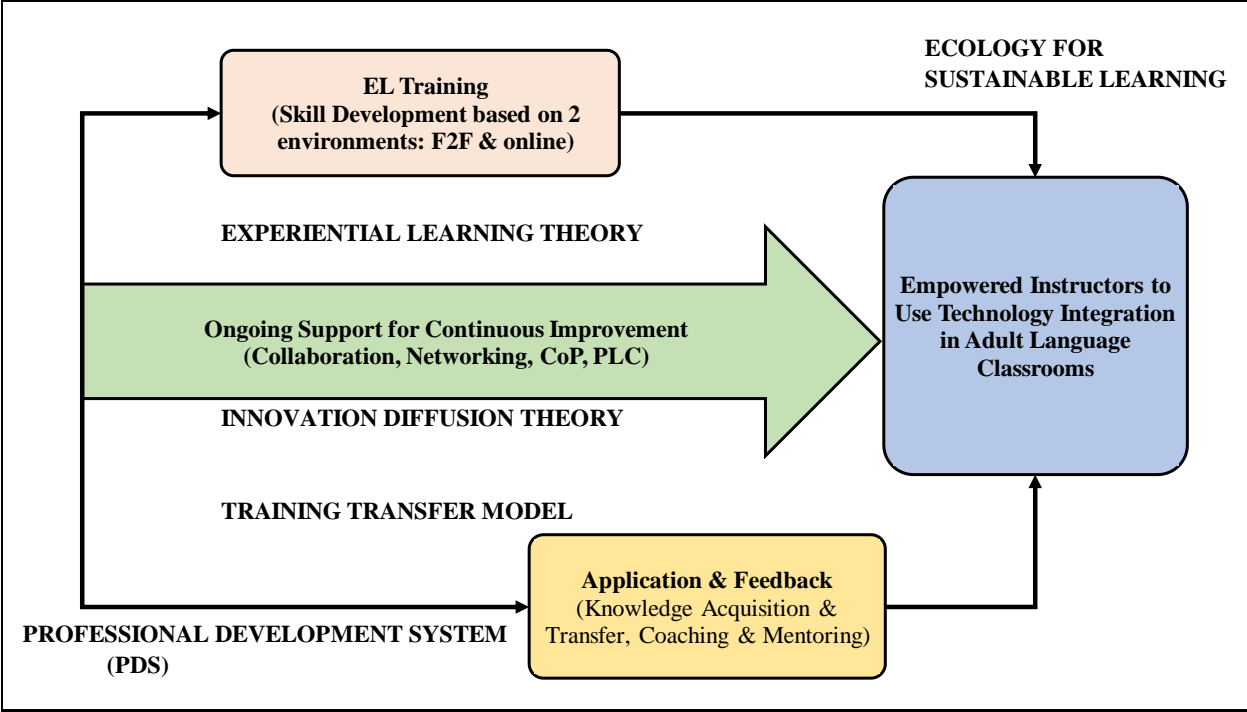 ECOLOGY FOR
SUSTAINABLE LEARNING
EL Training
(Skill Development based on 2
environments: F2F & online)
EXPERIENTIAL LEARNING THEORY
Ongoing Support for Continuous Improvement
(Collaboration, Networking, CoP, PLC)
Empowered Instructors to
Use Technology Integration
in Adult Language
Classrooms
INNOVATION DIFFUSION THEORY
TRAINING TRANSFER MODEL
Application & Feedback
(Knowledge Acquisition &
Transfer, Coaching & Mentoring)
PROFESSIONAL DEVELOPMENT SYSTEM
(PDS)